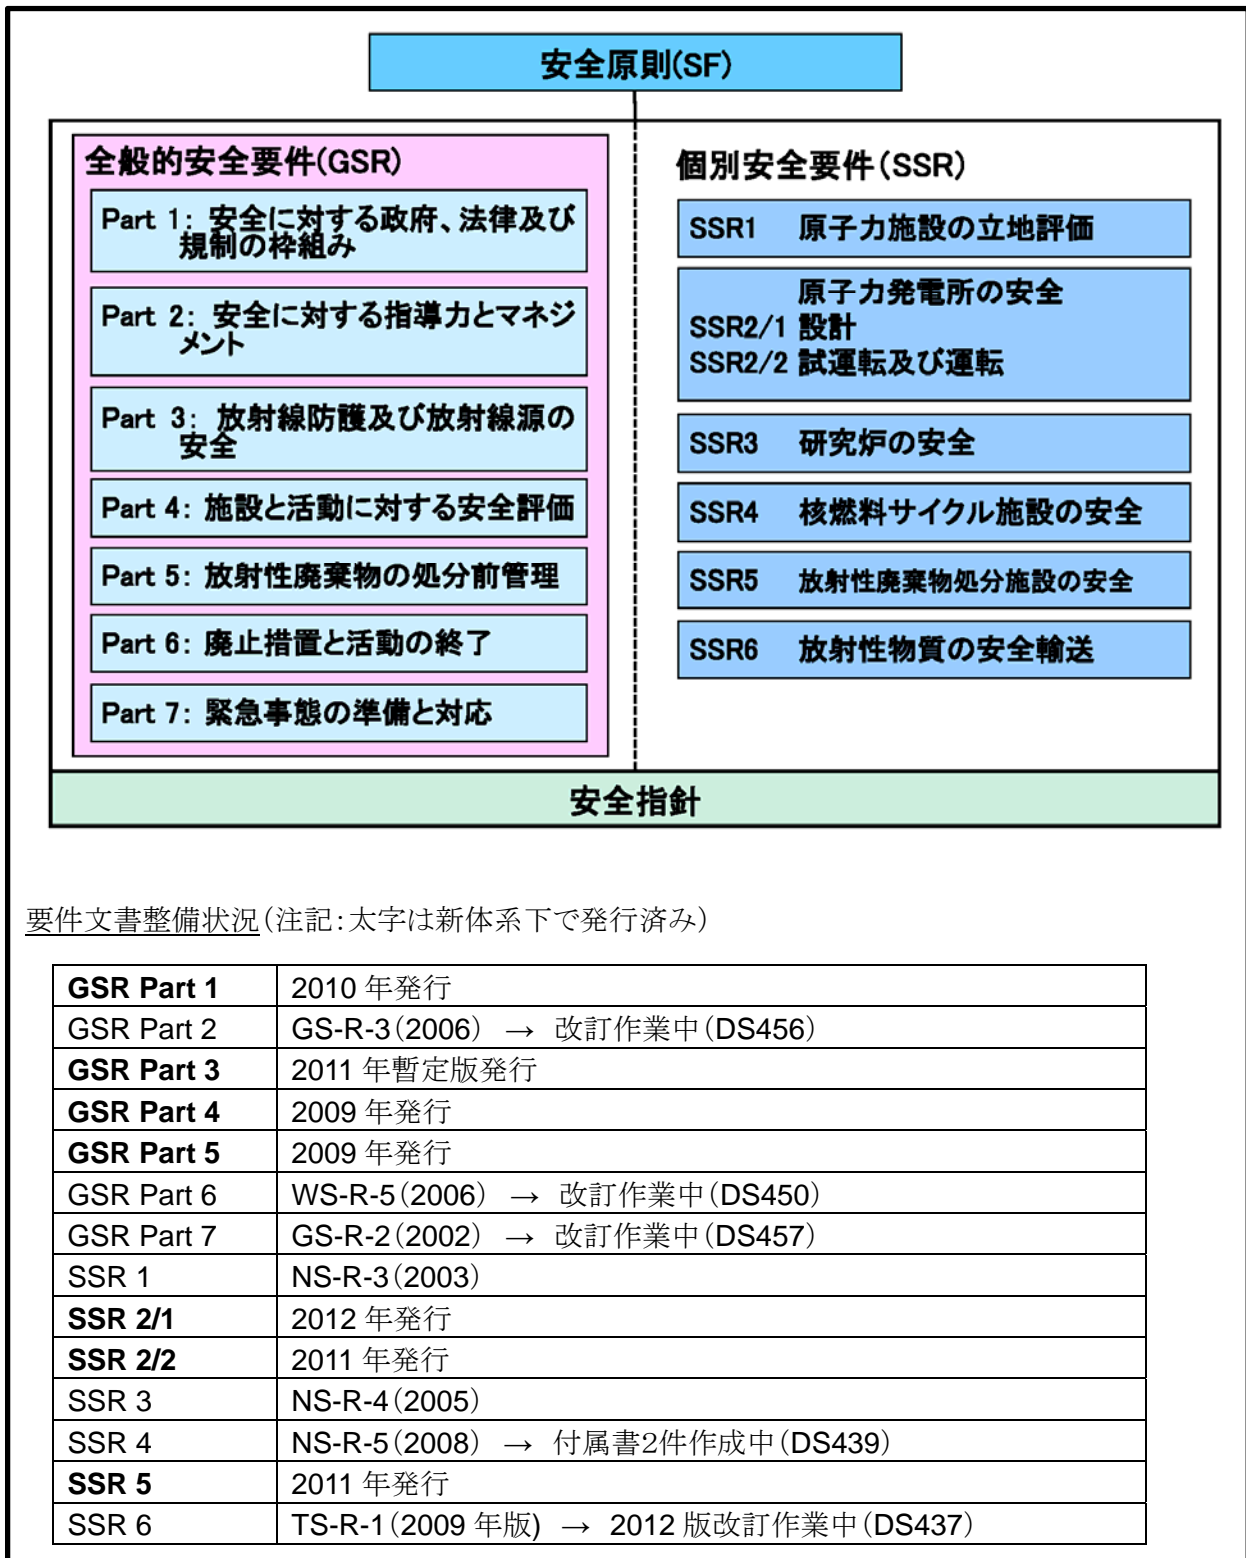 安全原則(SF)
全般的安全要件(GSR)
Part 1: 安全に対する政府、法律及び
規制の枠組み
Part 2: 安全に対する指導力とマネジ
メント
Part 3: 放射線防護及び放射線源の
安全
Part 4: 施設と活動に対する安全評価
Part 5: 放射性廃棄物の処分前管理
Part 6: 廃止措置と活動の終了
Part 7: 緊急事態の準備と対応
個別安全要件(SSR)
SSR1 原子力施設の立地評価
原子力発電所の安全
SSR2/1 設計
SSR2/2 試運転及び運転
SSR3 研究炉の安全
SSR4 核燃料サイクル施設の安全
SSR5 放射性廃棄物処分施設の安全
SSR6 放射性物質の安全輸送
安全指針
要件文書整備状況(注記:太字は新体系下で発行済み)
GSR Part 1 2010 年発行
GSR Part 2 GS-R-3(2006) → 改訂作業中(DS456)
GSR Part 3 2011 年暫定版発行
GSR Part 4 2009 年発行
GSR Part 5 2009 年発行
GSR Part 6 WS-R-5(2006) → 改訂作業中(DS450)
GSR Part 7 GS-R-2(2002) → 改訂作業中(DS457)
SSR 1 NS-R-3(2003)
SSR 2/1 2012 年発行
SSR 2/2 2011 年発行
SSR 3 NS-R-4(2005)
SSR 4 NS-R-5(2008) → 付属書2件作成中(DS439)
SSR 5 2011 年発行
SSR 6 TS-R-1(2009 年版) → 2012 版改訂作業中(DS437)